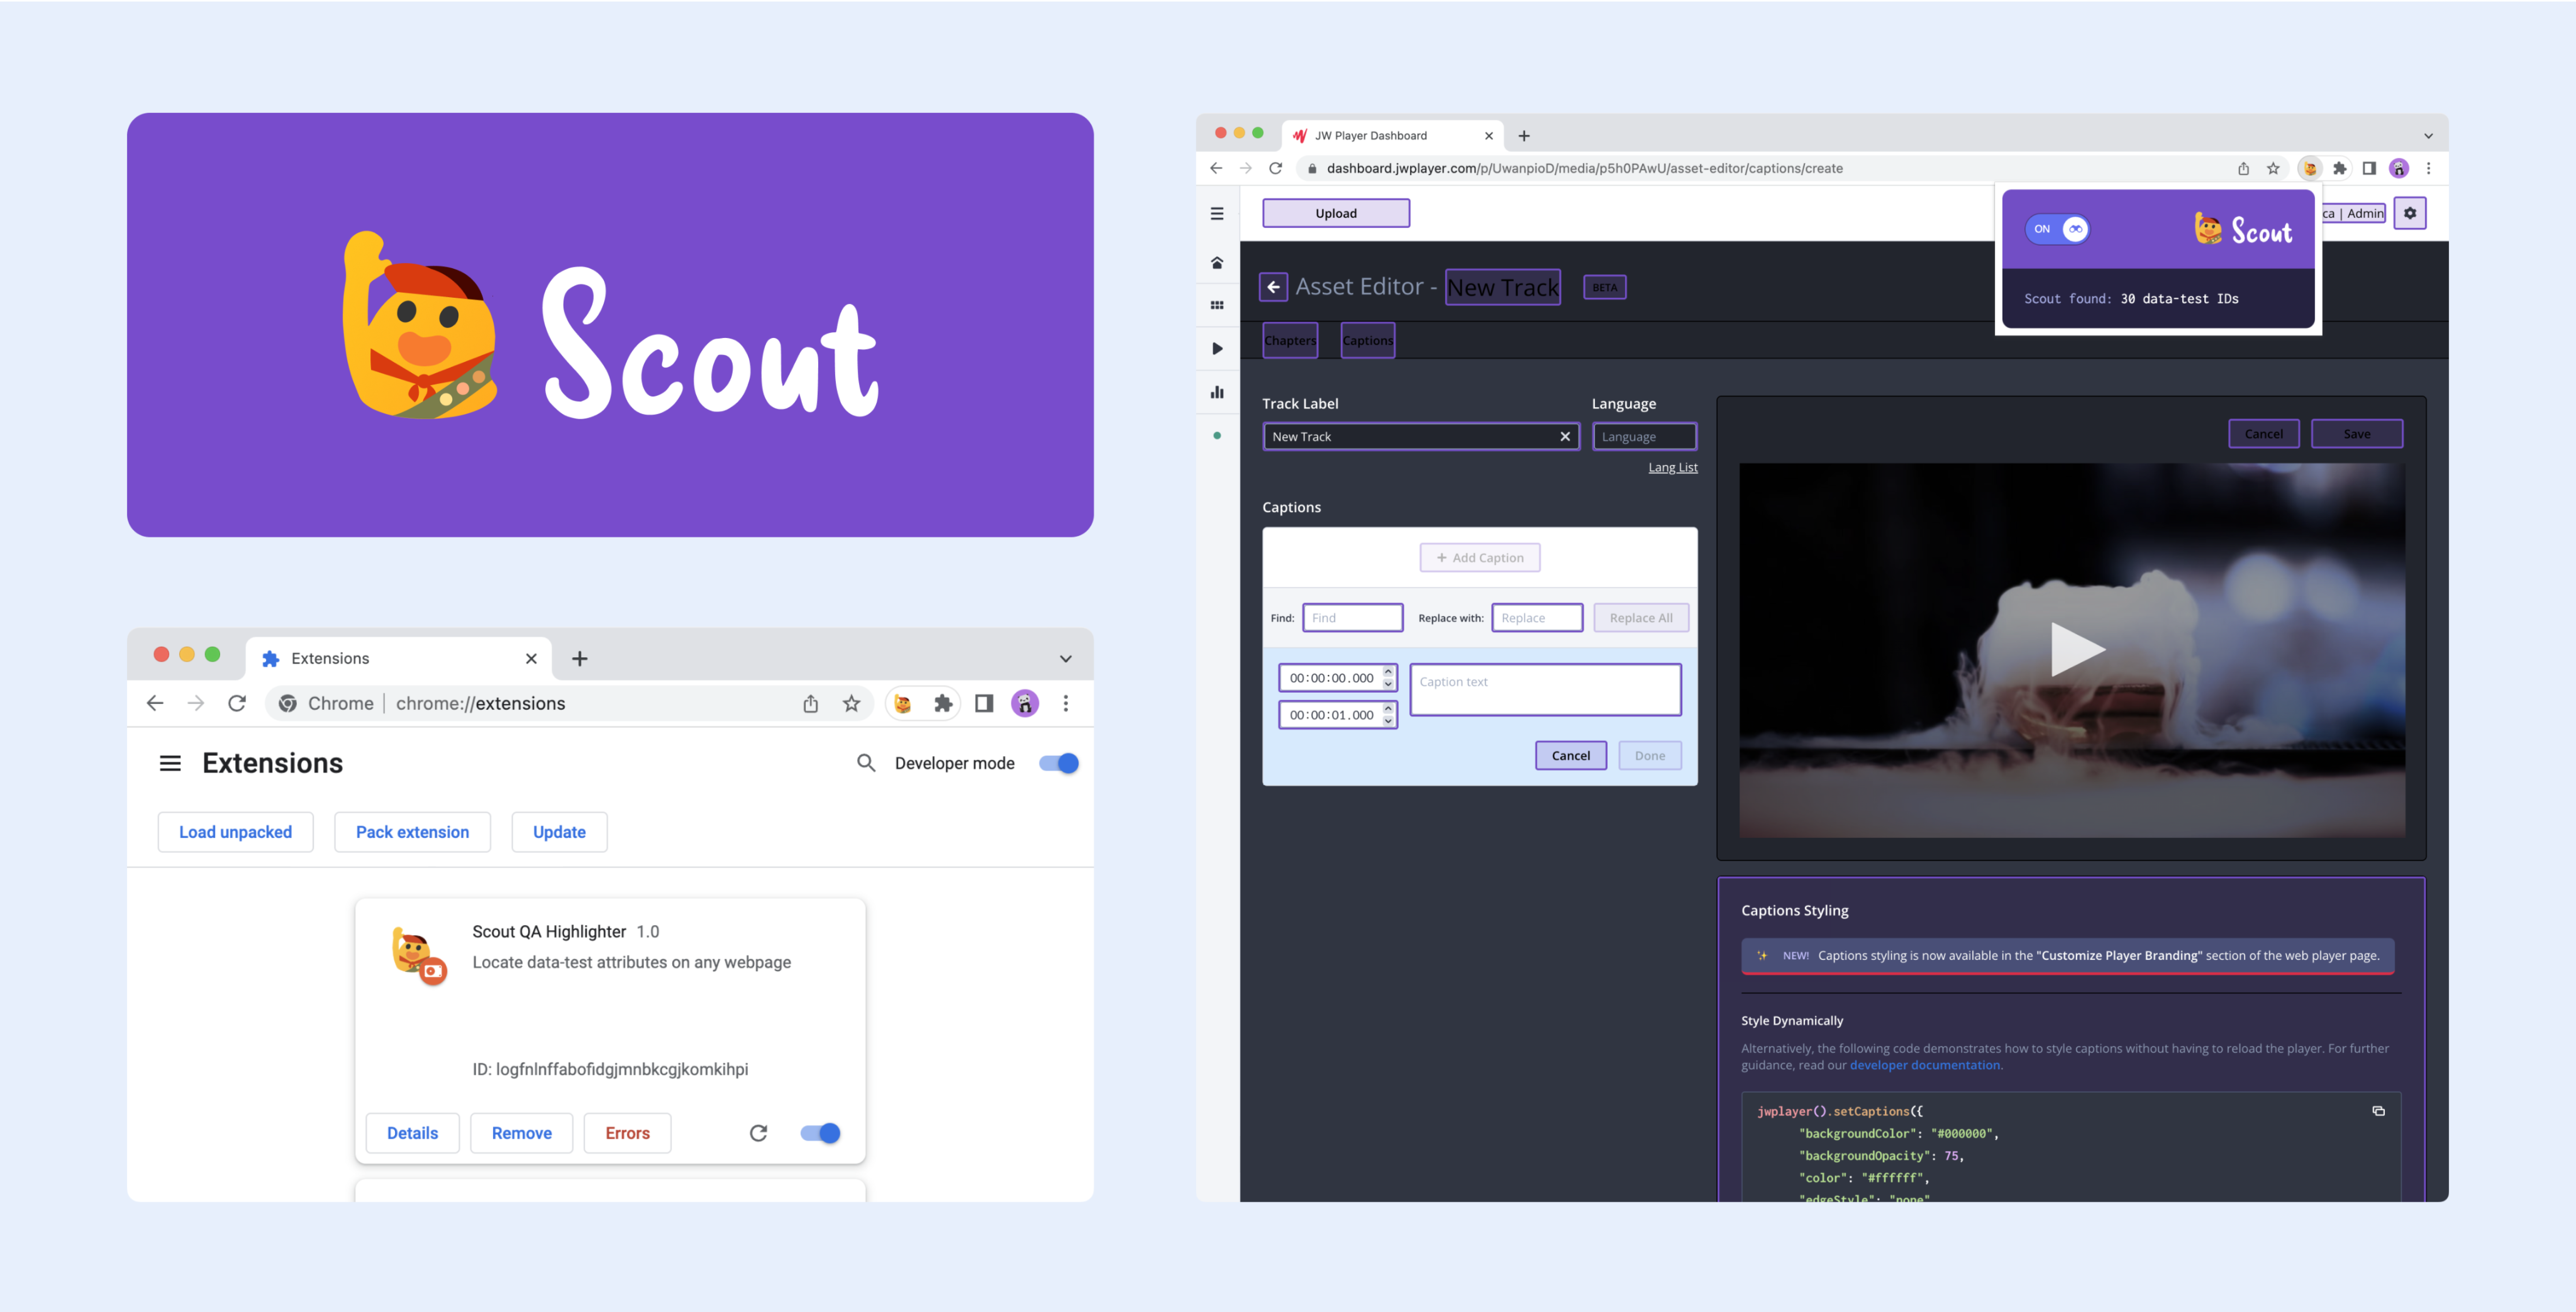 Scout
Extensions
Chrome | chrome://extensions
Extensions
Developer mode
Load unpacked
Pack extension
Update
Scout QA Highlighter 1.0
Locate data-test attributes on any webpage
ID: logfnlnffabofidgjmnbkcgjkomkihpi
Details
Remove
Errors
JW Player Dashboard
dashboard.jwplayer.com/p/UwanpioD/media/p5h0PAwU/asset-editor/captions/create
Upload
ca | Admin
ON
Scout
Scout found: 30 data-test IDs
Asset Editor - New Track
BETA
Chapters
Captions
Track Label
Language
New Track
Language
Lang List
Captions
+ Add Caption
Find:
Find
Replace with:
Replace
Replace All
00:00:00.000
Caption text
00:00:01.000
Cancel
Done
Cancel
Save
Captions Styling
NEW! Captions styling is now available in the "Customize Player Branding" section of the web player page.
Style Dynamically
Alternatively, the following code demonstrates how to style captions without having to reload the player. For further
guidance, read our developer documentation.
jwplayer().setCaptions({
"backgroundColor": "#000000",
"backgroundOpacity": 75,
"color": "#ffffff",
"edgeStyle": "none"